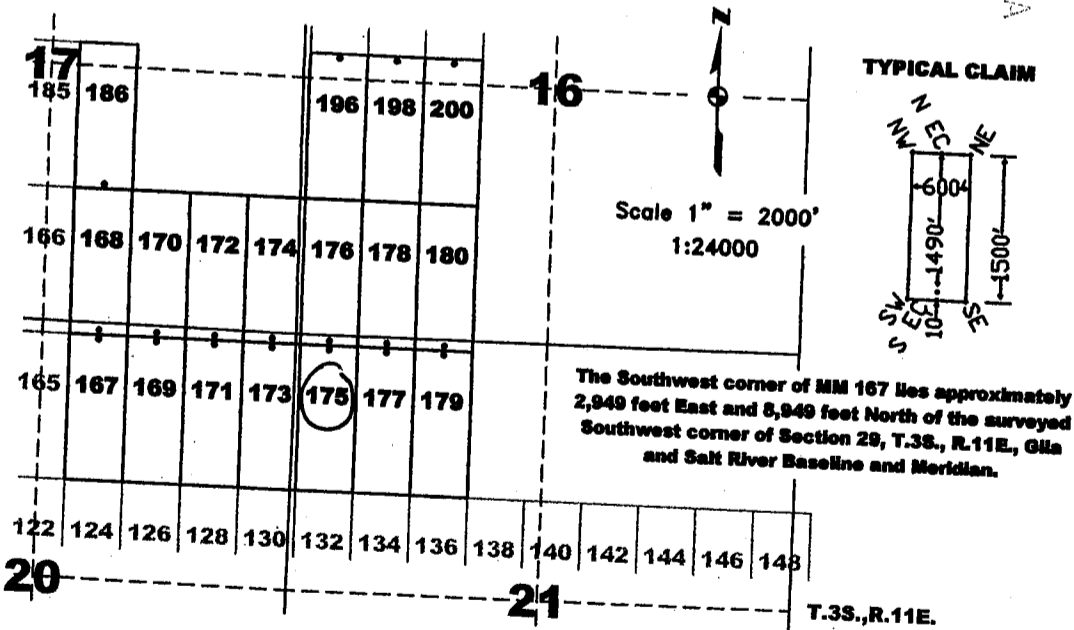 N
17
16
185 186
196 198 200
TYPICAL CLAIM
NW N EC NE
600'
1490'
1500'
10'
SW S EC SE
Scale 1" = 2000'
1:24000
166 168 170 172 174 176 178 180
165 167 169 171 173 175 177 179
The Southwest corner of MM 167 lies approximately
2,949 feet East and 8,949 feet North of the surveyed
Southwest corner of Section 29, T.3S., R.11E., Gila
and Salt River Baseline and Meridian.
122 124 126 128 130 132 134 136 138 140 142 144 146 148
20
21
T.3S.,R.11E.